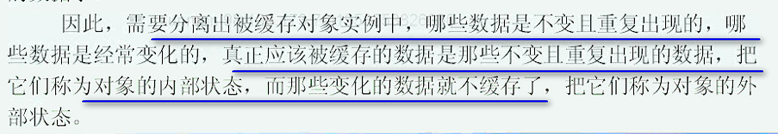 因此，需要分离出被缓存对象实例中，哪些数据是不变且重复出现的，哪
些数据是经常变化的，真正应该被缓存的数据是那些不变且重复出现的数据，把
它们称为对象的内部状态，而那些变化的数据就不缓存了，把它们称为对象的外
部状态。